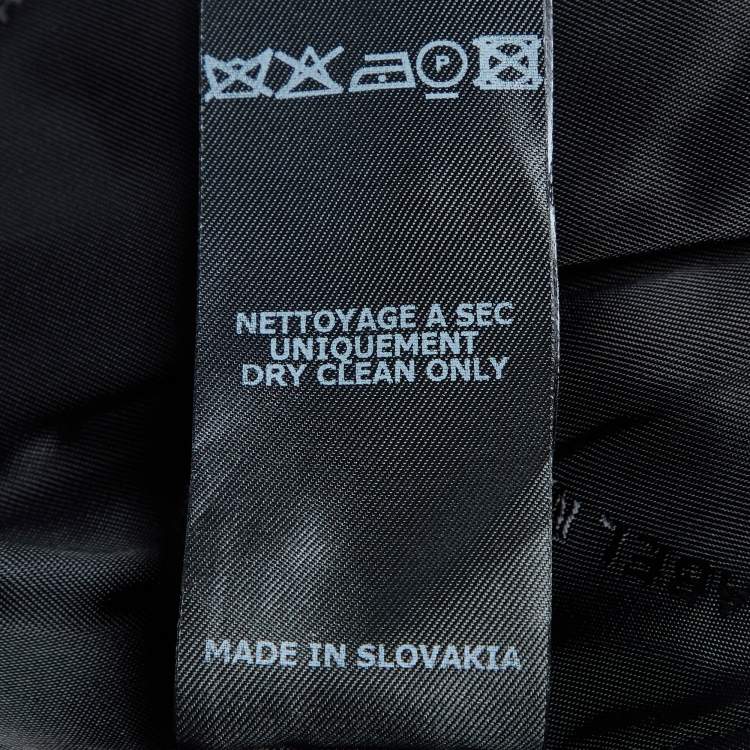 P
NETTOYAGE A SEC
UNIQUEMENT
DRY CLEAN ONLY
MADE IN SLOVAKIA